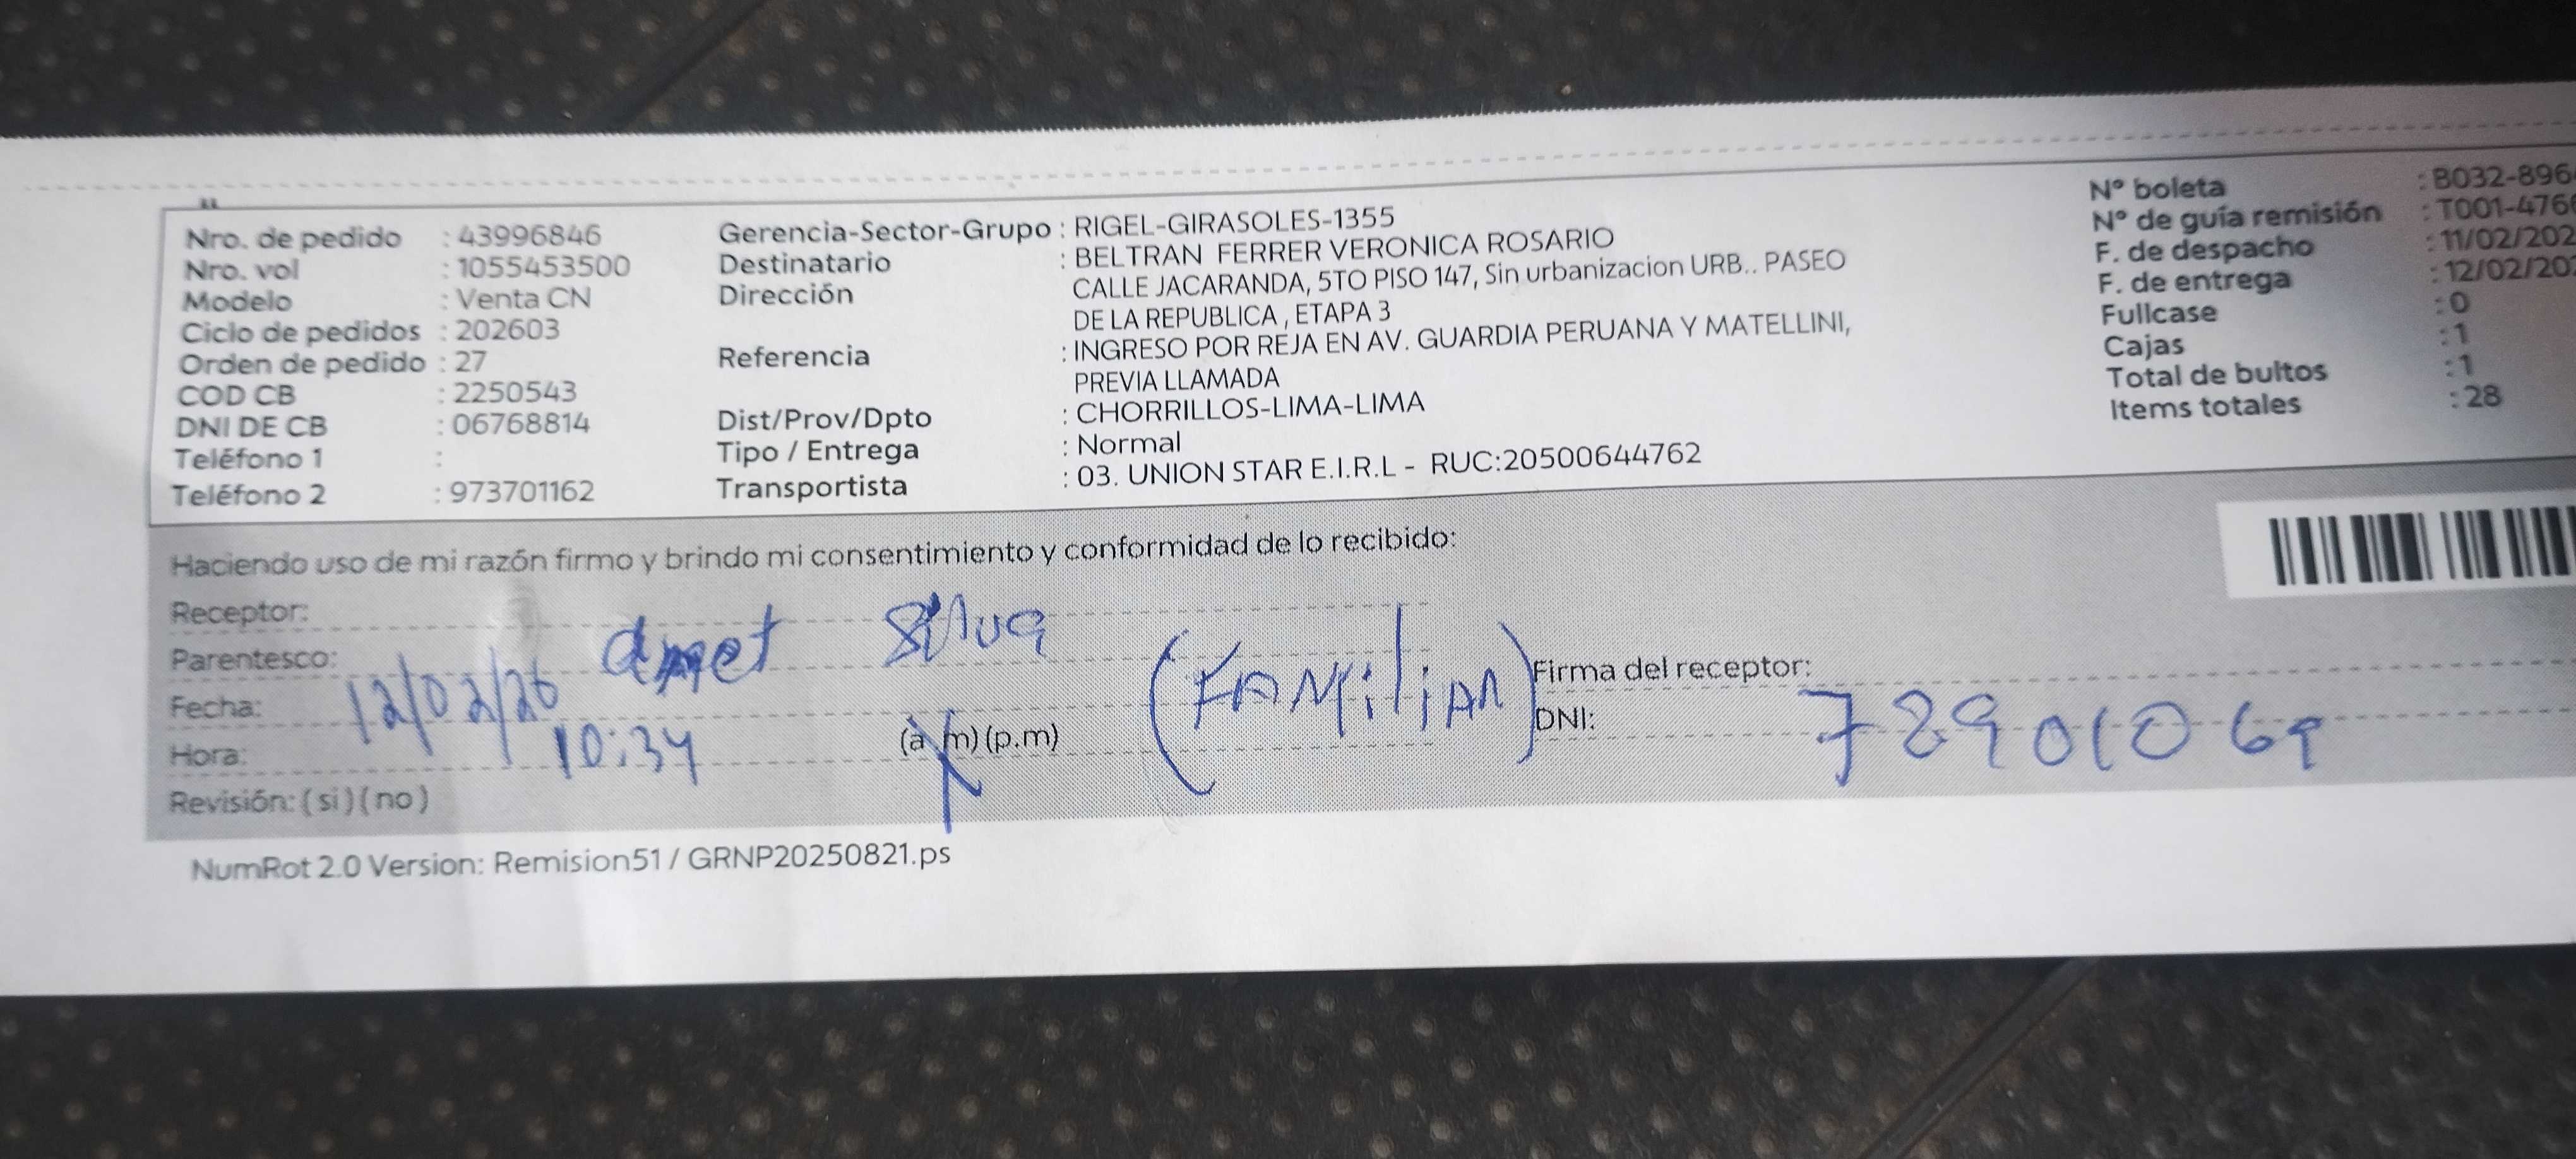 Nro. de pedido : 43996846
Nro. vol : 1055453500
Modelo : Venta CN
Ciclo de pedidos : 202603
Orden de pedido : 27
COD CB : 2250543
DNI DE CB : 06768814
Teléfono 1 :
Teléfono 2 : 973701162
Gerencia-Sector-Grupo : RIGEL-GIRASOLES-1355
Destinatario : BELTRAN FERRER VERONICA ROSARIO
Dirección CALLE JACARANDA, 5TO PISO 147, Sin urbanizacion URB.. PASEO
DE LA REPUBLICA , ETAPA 3
Referencia : INGRESO POR REJA EN AV. GUARDIA PERUANA Y MATELLINI,
PREVIA LLAMADA
Dist/Prov/Dpto : CHORRILLOS-LIMA-LIMA
Tipo / Entrega : Normal
Transportista : 03. UNION STAR E.I.R.L - RUC:20500644762
N° boleta : B032-896
N° de guía remisión : T001-476
F. de despacho : 11/02/202
F. de entrega : 12/02/20
Fullcase : 0
Cajas : 1
Total de bultos : 1
Items totales : 28
Haciendo uso de mi razón firmo y brindo mi consentimiento y conformidad de lo recibido:
Receptor: Silva
Parentesco: (FAMiliAR)
Fecha: 12/02/26
Hora: 10:34 (a.m) (p.m)
Revisión: ( si ) ( no )
Firma del receptor:
DNI: 72901069
NumRot 2.0 Version: Remision51 / GRNP20250821.ps